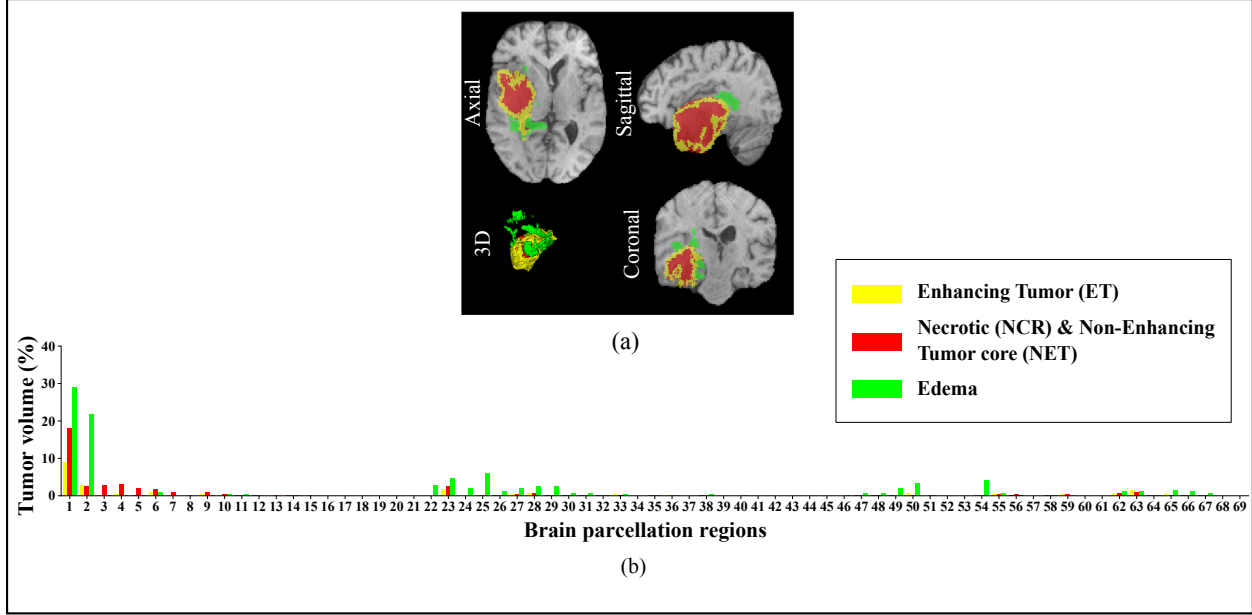 Axial
Sagittal
3D
Coronal
(a)
Enhancing Tumor (ET)
Necrotic (NCR) & Non-Enhancing
Tumor core (NET)
Edema
Tumor volume (%)
40
30
20
10
0
1 2 3 4 5 6 7 8 9 10 11 12 13 14 15 16 17 18 19 20 21 22 23 24 25 26 27 28 29 30 31 32 33 34 35 36 37 38 39 40 41 42 43 44 45 46 47 48 49 50 51 52 53 54 55 56 57 58 59 60 61 62 63 64 65 66 67 68 69
Brain parcellation regions
(b)